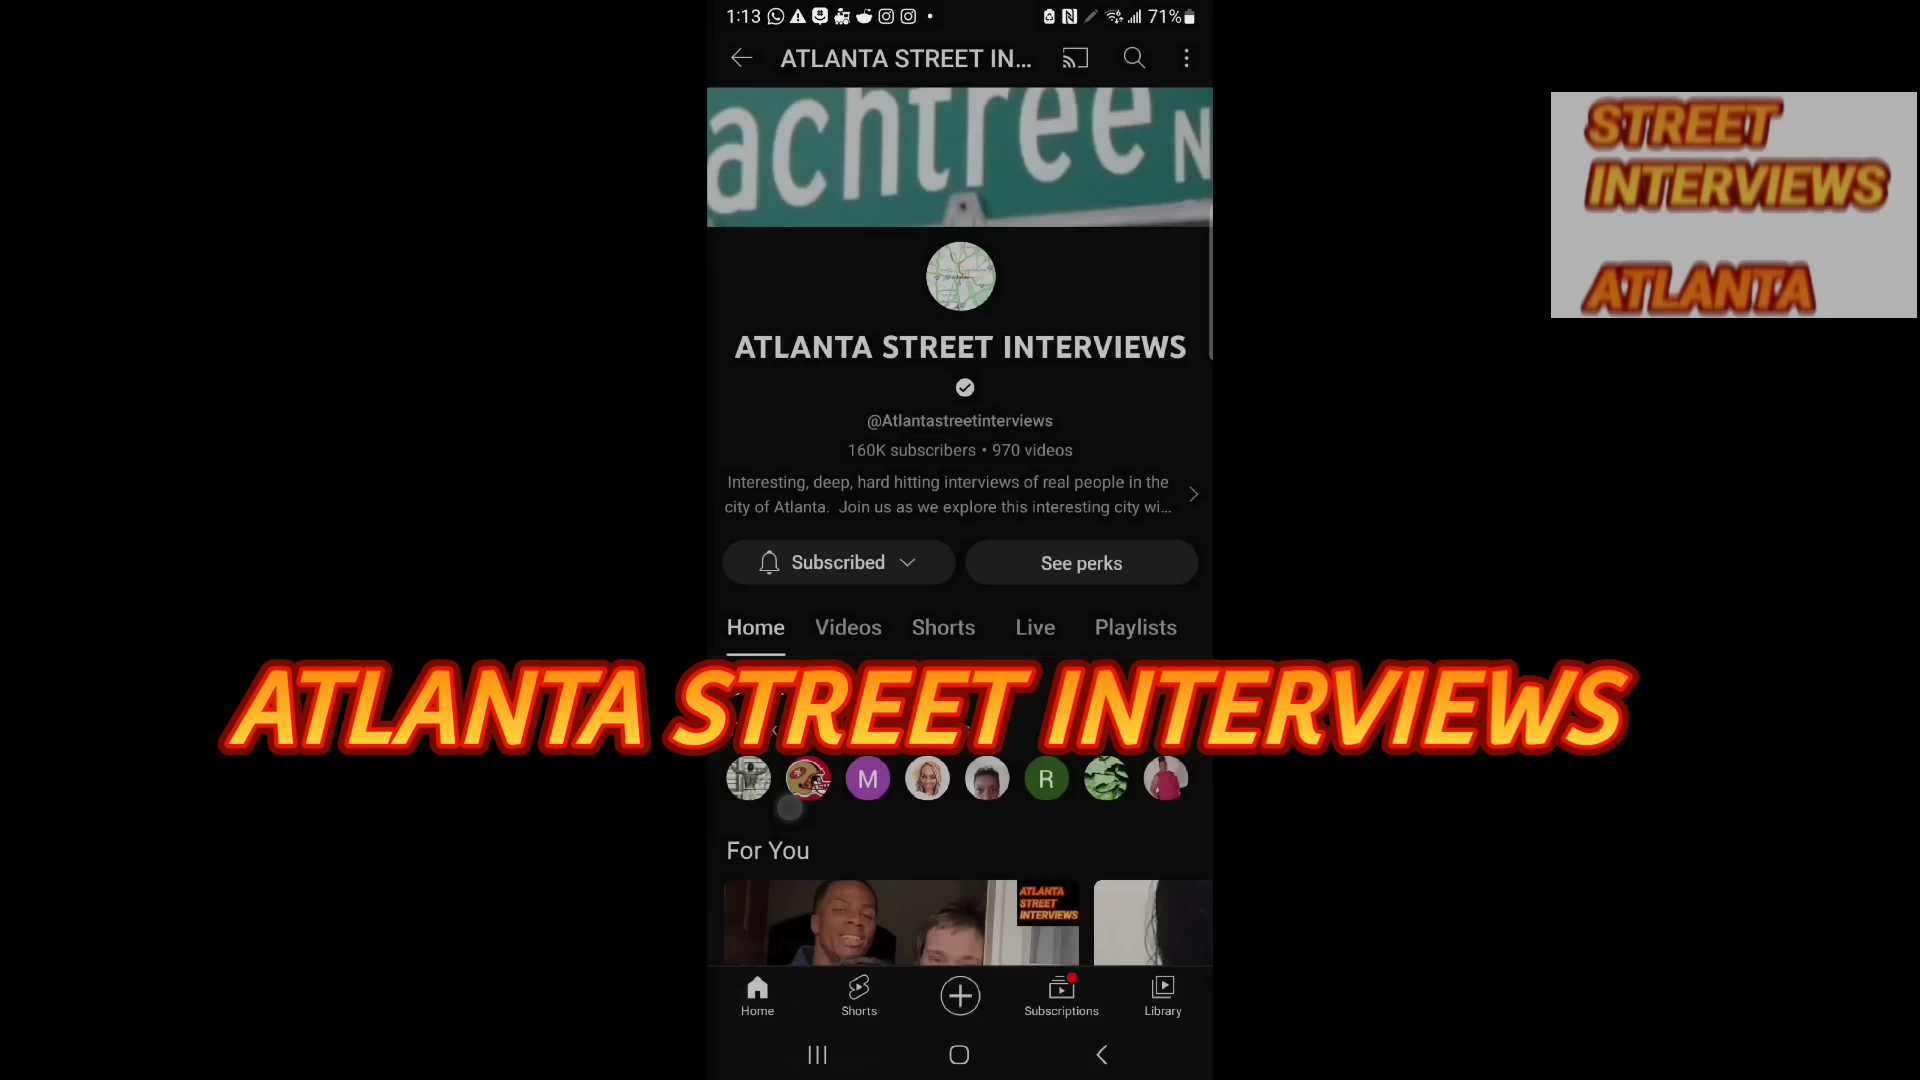 1:13
71%
ATLANTA STREET IN...
achtree N
STREET
INTERVIEWS
ATLANTA
ATLANTA STREET INTERVIEWS
@Atlantastreetinterviews
160K subscribers • 970 videos
Interesting, deep, hard hitting interviews of real people in the
city of Atlanta. Join us as we explore this interesting city wi...
Subscribed
See perks
Home Videos Shorts Live Playlists
ATLANTA STREET INTERVIEWS
M
R
For You
ATLANTA
STREET
INTERVIEWS
Home
Shorts
Subscriptions
Library